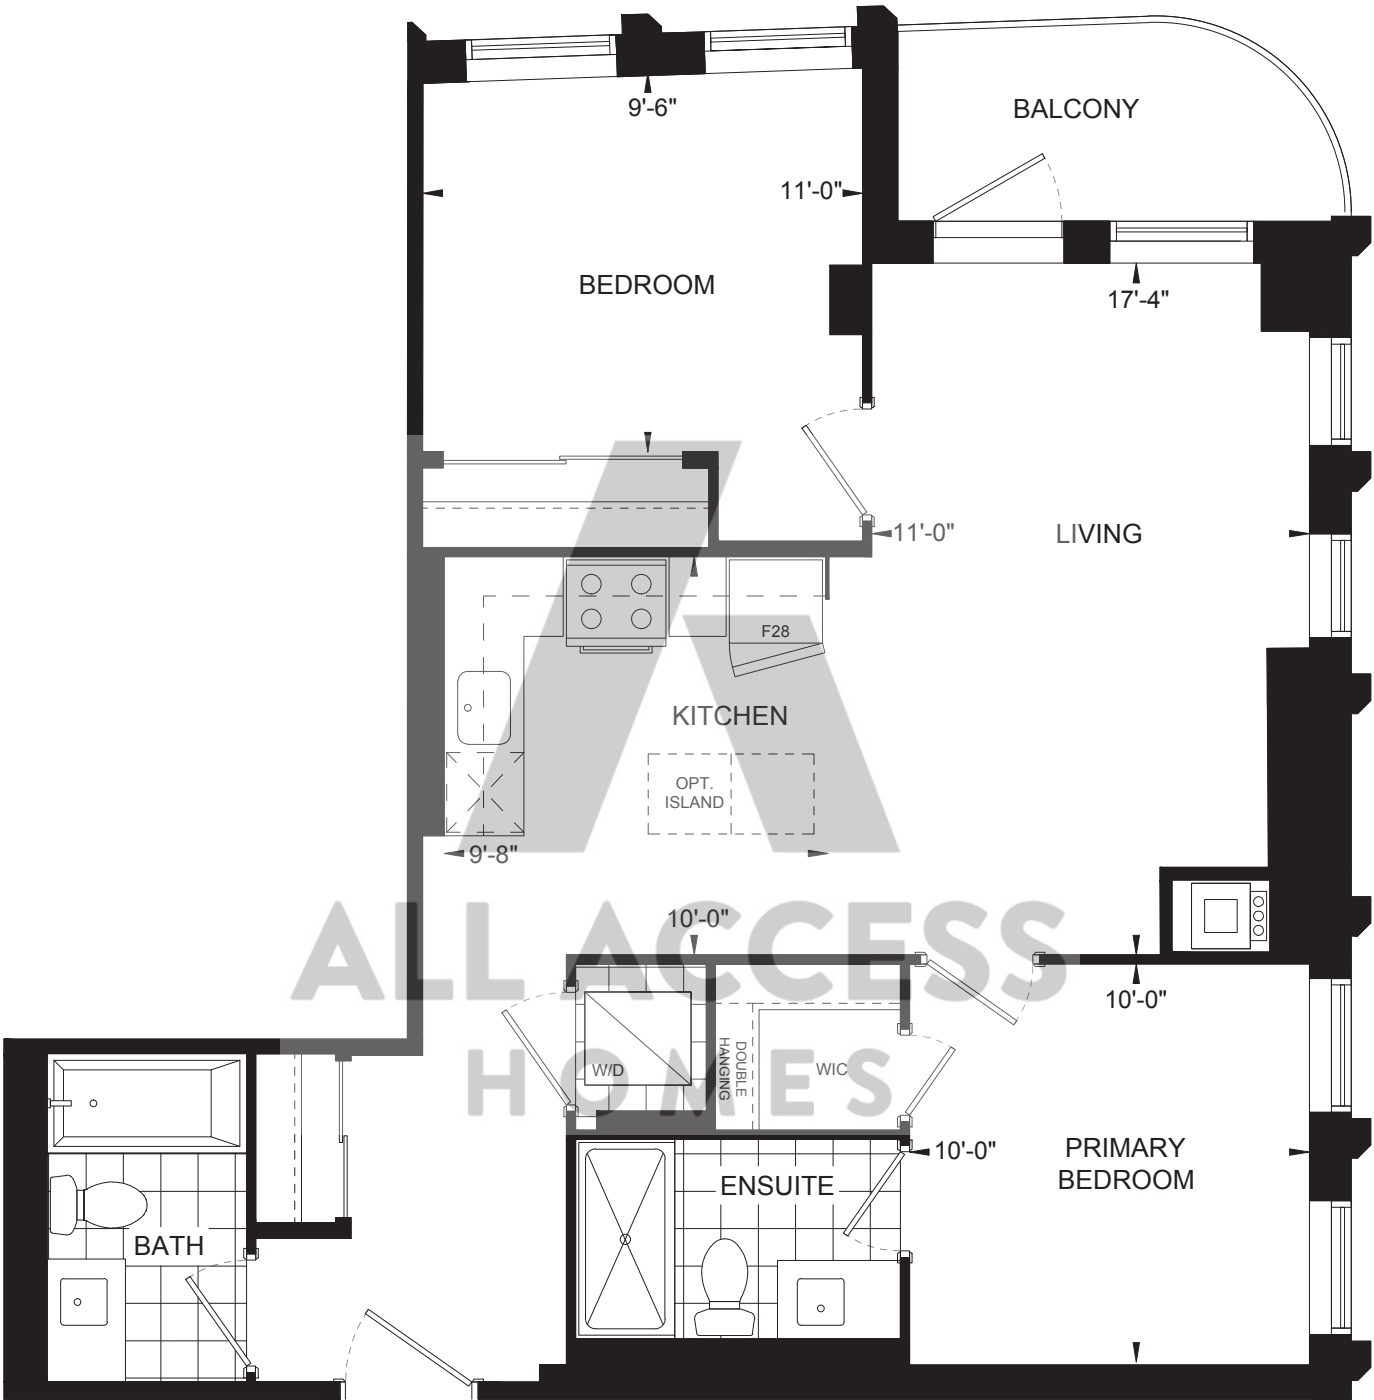 BALCONY
9'-6"
11'-0"
BEDROOM
17'-4"
11'-0"
LIVING
F28
KITCHEN
OPT.
ISLAND
9'-8"
10'-0"
ALL ACCESS
HOMES
10'-0"
W/D
DOUBLE
HANGING
WIC
10'-0"
PRIMARY
BEDROOM
ENSUITE
BATH